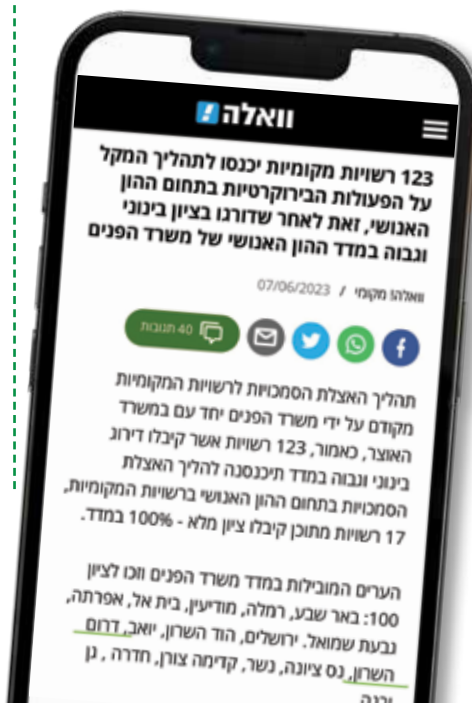 וואלה!
123 רשויות מקומיות יכנסו לתהליך המקל
על הפעולות הבירוקרטיות בתחום ההון
האנושי, זאת לאחר שדורגו בציון בינוני
וגבוה במדד ההון האנושי של משרד הפנים
וואלה! מקומי / 07/06/2023
40 תגובות
תהליך האצלת הסמכויות לרשויות המקומיות
מקודם על ידי משרד הפנים יחד עם במשרד
האוצר, כאמור, 123 רשויות אשר קיבלו דירוג
בינוני וגבוה במדד תיכנסנה להליך האצלת
הסמכויות בתחום ההון האנושי ברשויות המקומיות,
17 רשויות מתוכן קיבלו ציון מלא - 100% במדד.
הערים המובילות במדד משרד הפנים וזכו לציון
100: באר שבע, רמלה, מודיעין, בית אל, אפרתה,
גבעת שמואל. ירושלים, הוד השרון, יואב, דרום
השרון, נס ציונה, נשר, קדימה צורן, חדרה , גן
יבנה